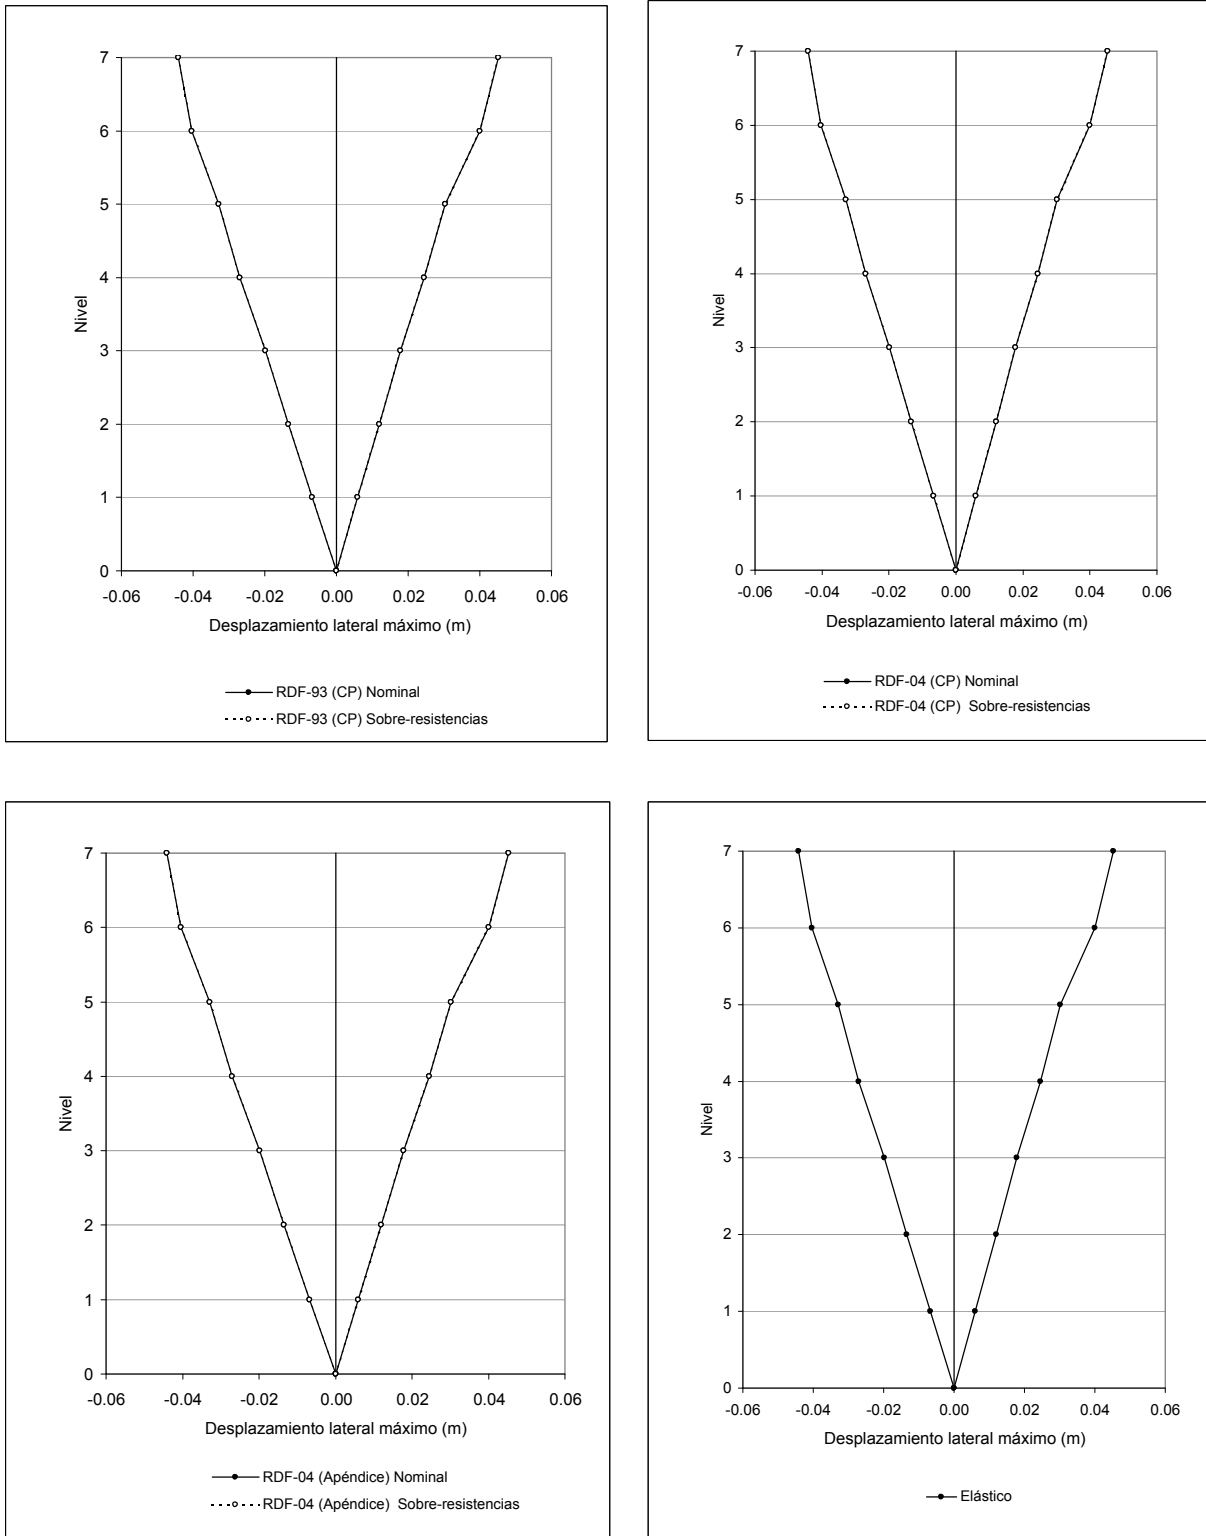 7
6
5
4
3
2
1
0
Nivel
-0.06 -0.04 -0.02 0.00 0.02 0.04 0.06
Desplazamiento lateral máximo (m)
RDF-93 (CP) Nominal
RDF-93 (CP) Sobre-resistencias
7
6
5
4
3
2
1
0
Nivel
-0.06 -0.04 -0.02 0.00 0.02 0.04 0.06
Desplazamiento lateral máximo (m)
RDF-04 (CP) Nominal
RDF-04 (CP) Sobre-resistencias
7
6
5
4
3
2
1
0
Nivel
-0.06 -0.04 -0.02 0.00 0.02 0.04 0.06
Desplazamiento lateral máximo (m)
RDF-04 (Apéndice) Nominal
RDF-04 (Apéndice) Sobre-resistencias
7
6
5
4
3
2
1
0
Nivel
-0.06 -0.04 -0.02 0.00 0.02 0.04 0.06
Desplazamiento lateral máximo (m)
Elástico